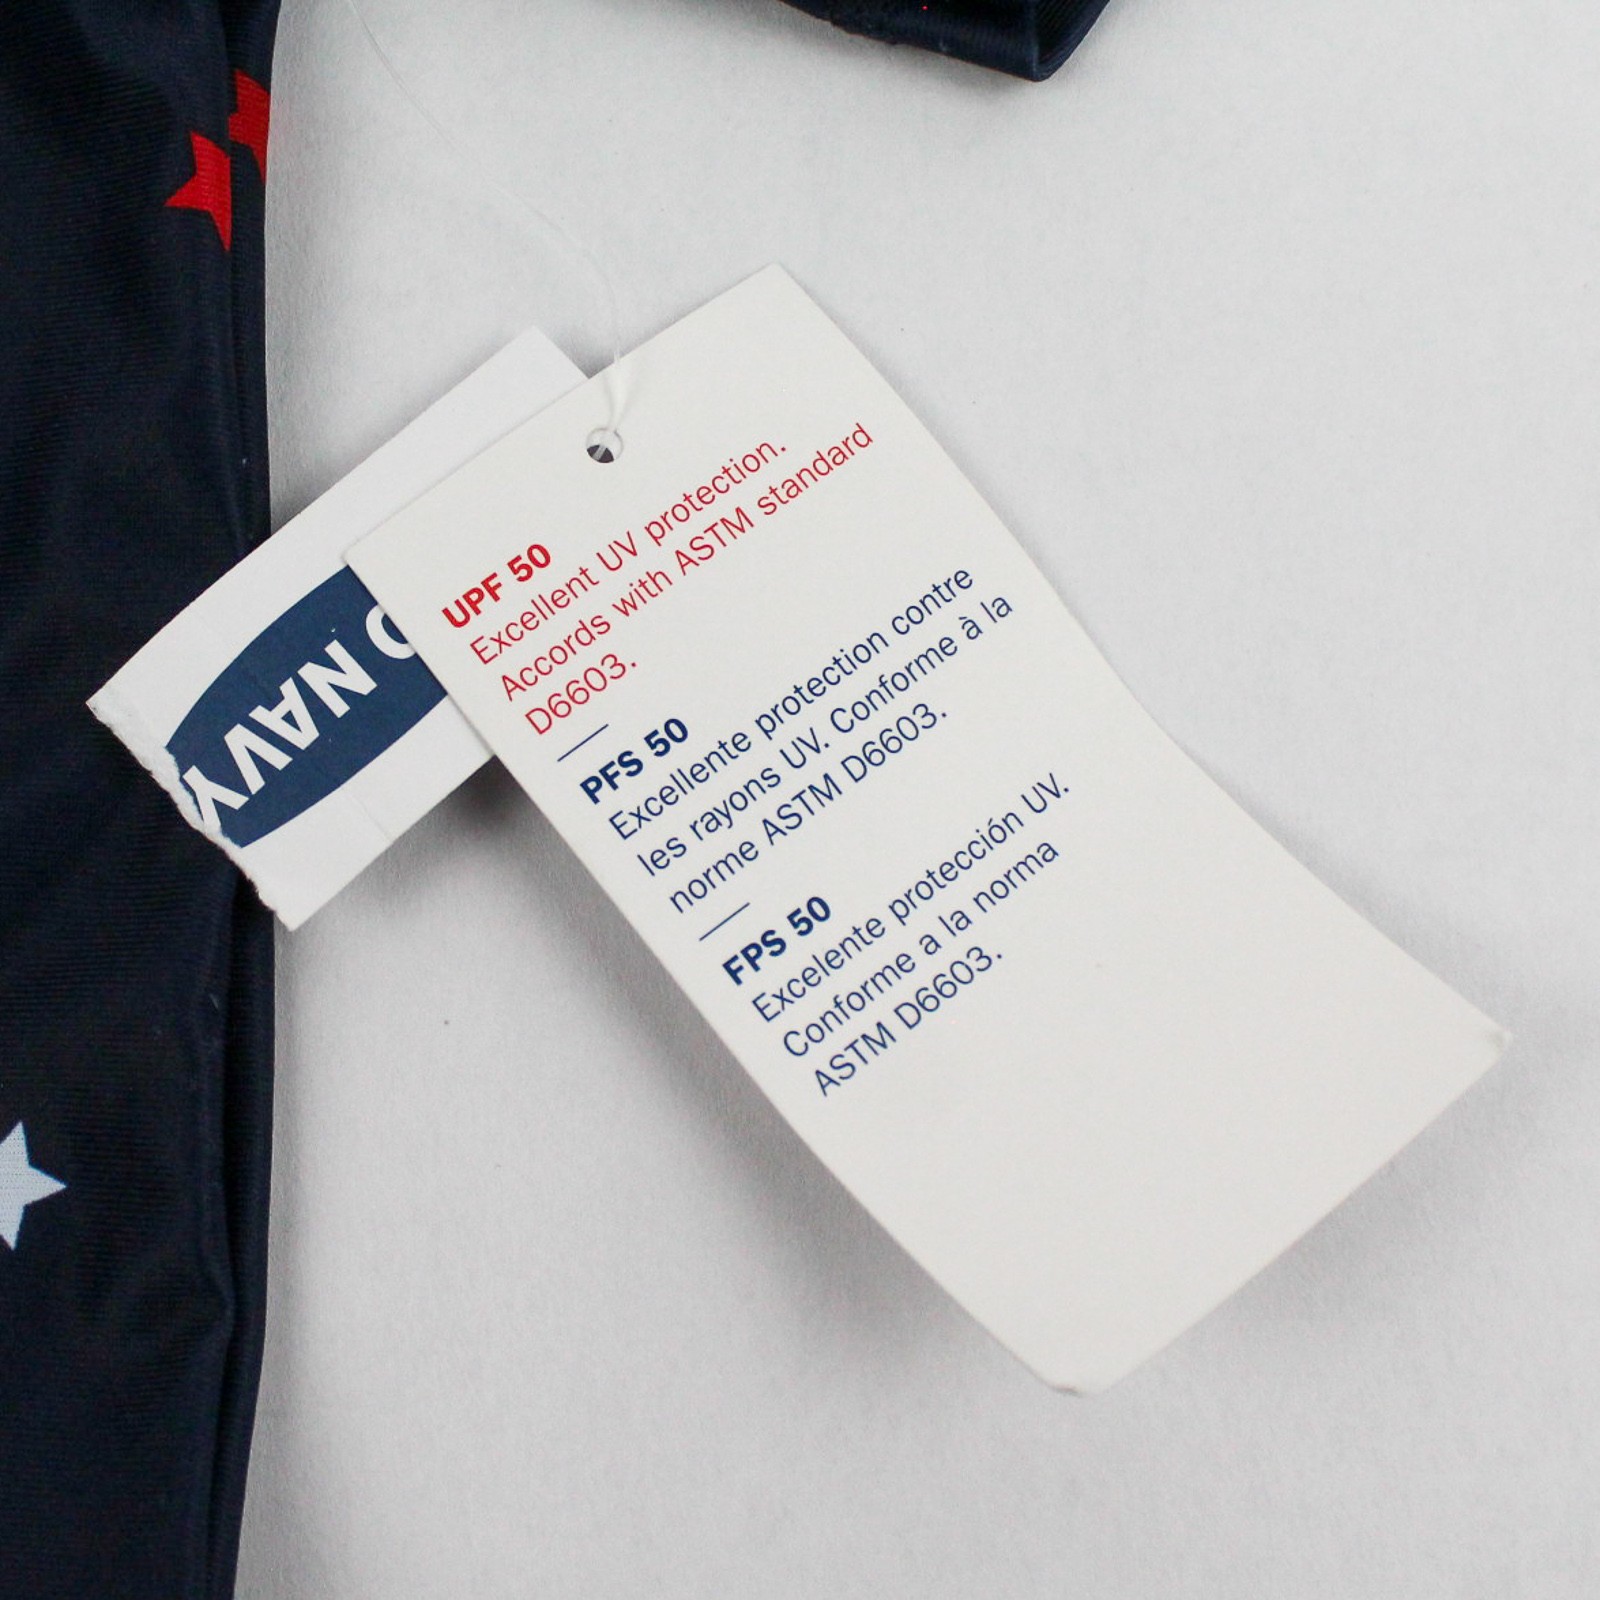 UPF 50
Excellent UV protection.
Accords with ASTM standard
D6603.
PFS 50
Excellente protection contre
les rayons UV. Conforme à la
norme ASTM D6603.
FPS 50
Excelente protección UV.
Conforme a la norma
ASTM D6603.
NAVY